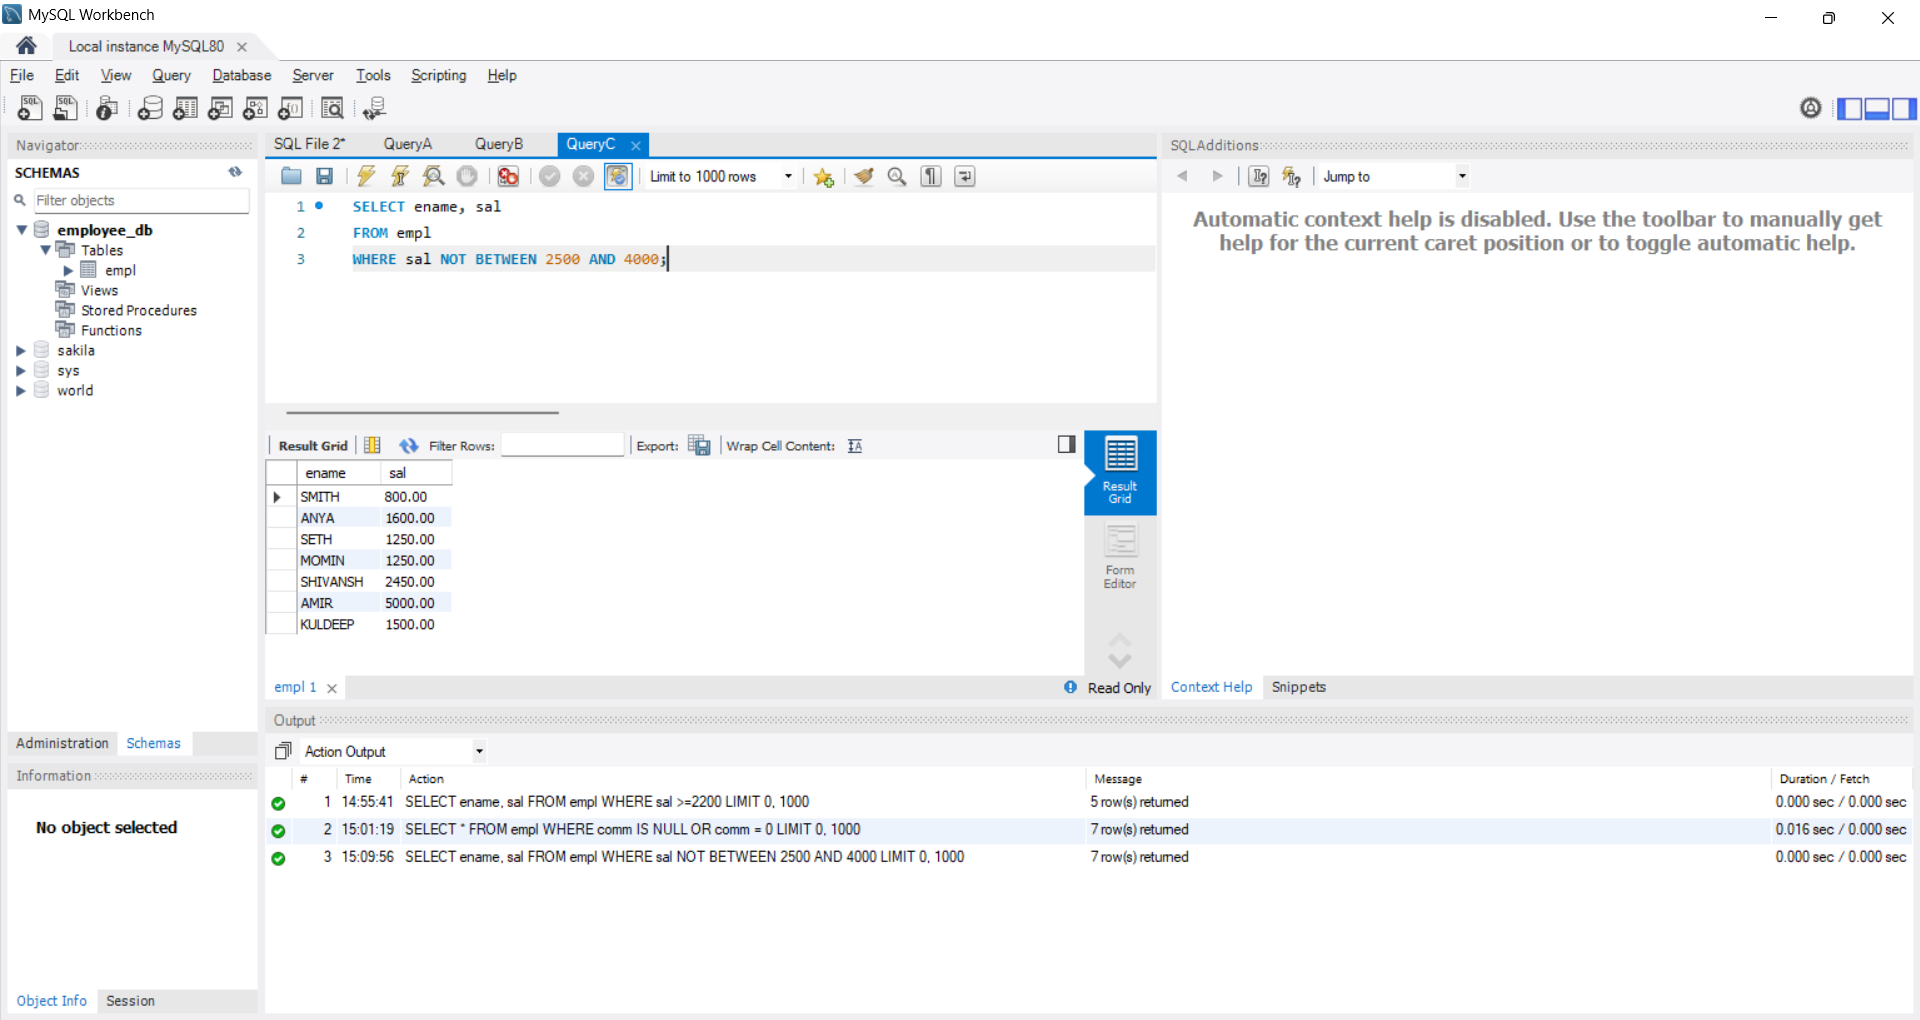 MySQL Workbench
Local instance MySQL80
File Edit View Query Database Server Tools Scripting Help
Navigator
SCHEMAS
Filter objects
employee_db
Tables
empl
Views
Stored Procedures
Functions
sakila
sys
world
Administration Schemas
Information
No object selected
Object Info Session
SQL File 2* QueryA QueryB QueryC
Limit to 1000 rows
1 SELECT ename, sal
2 FROM empl
3 WHERE sal NOT BETWEEN 2500 AND 4000;
Result Grid Filter Rows: Export: Wrap Cell Content:
ename sal
SMITH 800.00
ANYA 1600.00
SETH 1250.00
MOMIN 1250.00
SHIVANSH 2450.00
AMIR 5000.00
KULDEEP 1500.00
Result
Grid
Form
Editor
empl 1 Read Only
SQLAdditions
Jump to
Automatic context help is disabled. Use the toolbar to manually get
help for the current caret position or to toggle automatic help.
Context Help Snippets
Output
Action Output
# Time Action Message Duration / Fetch
1 14:55:41 SELECT ename, sal FROM empl WHERE sal >=2200 LIMIT 0, 1000 5 row(s) returned 0.000 sec / 0.000 sec
2 15:01:19 SELECT * FROM empl WHERE comm IS NULL OR comm = 0 LIMIT 0, 1000 7 row(s) returned 0.016 sec / 0.000 sec
3 15:09:56 SELECT ename, sal FROM empl WHERE sal NOT BETWEEN 2500 AND 4000 LIMIT 0, 1000 7 row(s) returned 0.000 sec / 0.000 sec